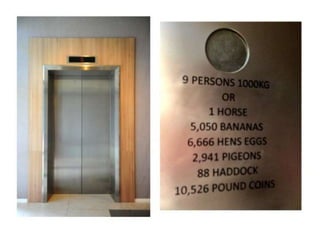 9 PERSONS 1000KG
OR
1 HORSE
5,050 BANANAS
6,666 HENS EGGS
2,941 PIGEONS
88 HADDOCK
10,526 POUND COINS